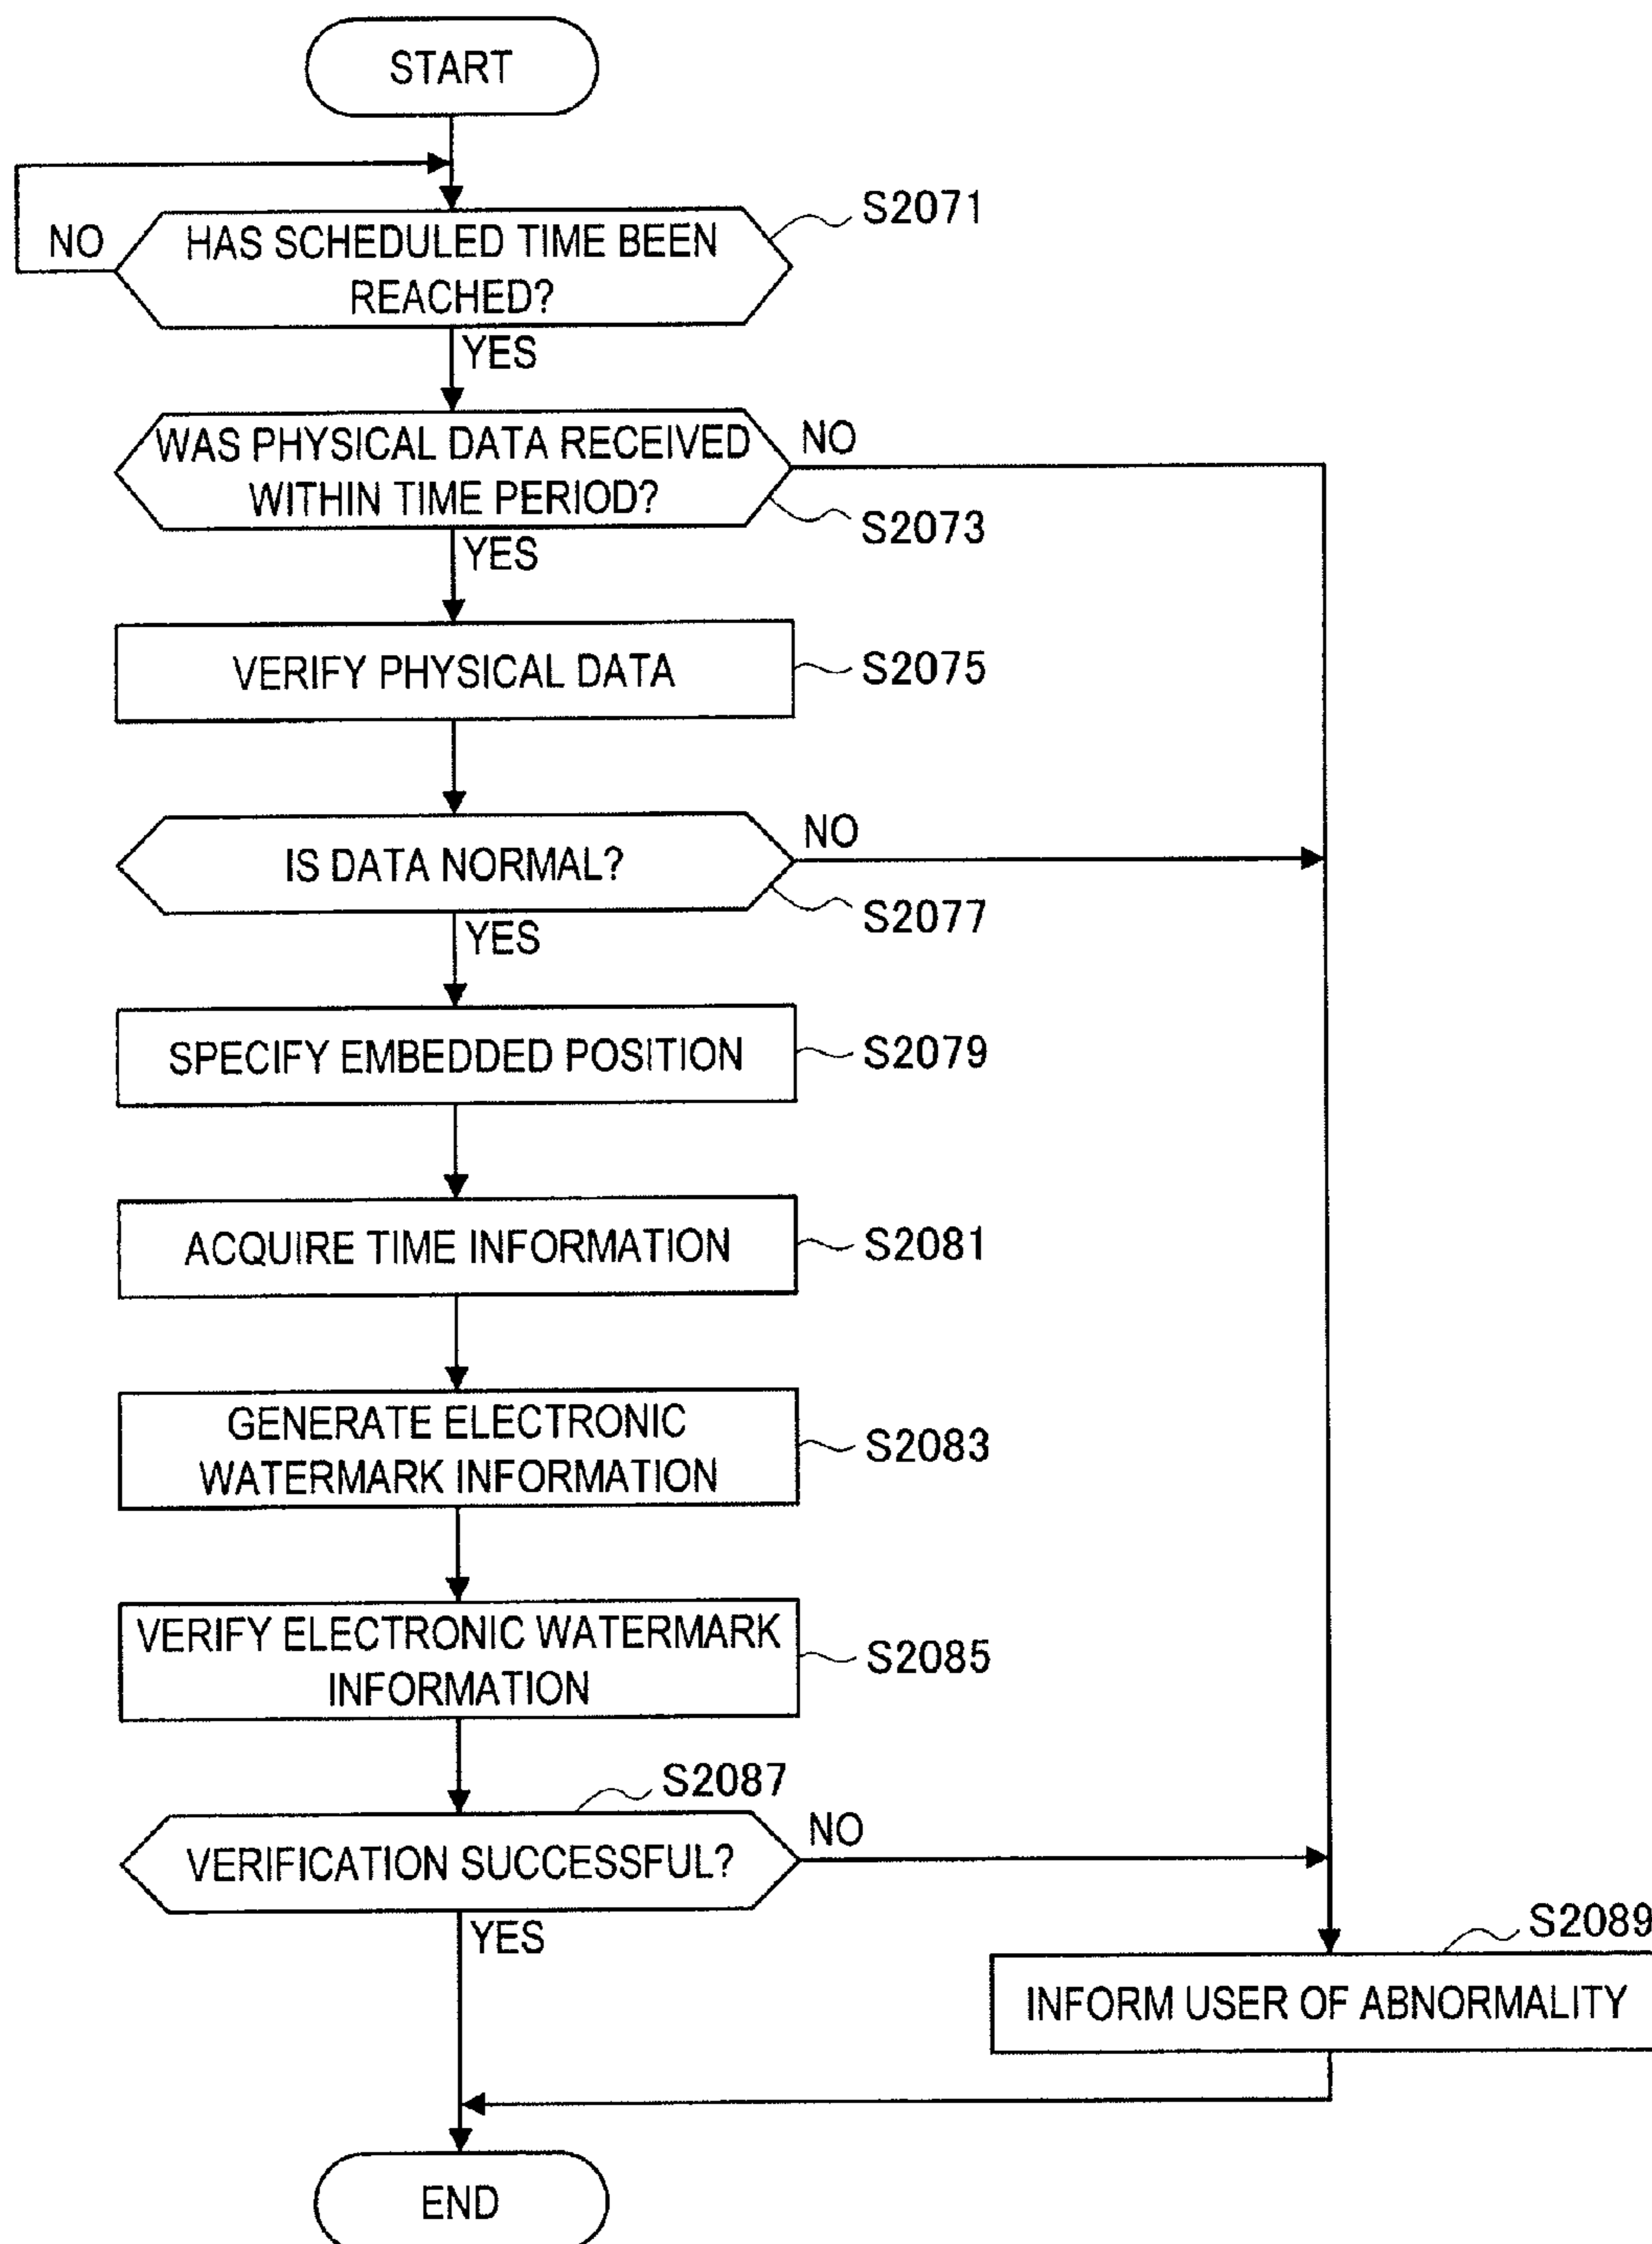 START
NO
HAS SCHEDULED TIME BEEN
REACHED?
S2071
YES
WAS PHYSICAL DATA RECEIVED
WITHIN TIME PERIOD?
NO
S2073
YES
VERIFY PHYSICAL DATA
S2075
IS DATA NORMAL?
NO
S2077
YES
SPECIFY EMBEDDED POSITION
S2079
ACQUIRE TIME INFORMATION
S2081
GENERATE ELECTRONIC
WATERMARK INFORMATION
S2083
VERIFY ELECTRONIC WATERMARK
INFORMATION
S2085
S2087
VERIFICATION SUCCESSFUL?
NO
YES
S2089
INFORM USER OF ABNORMALITY
END